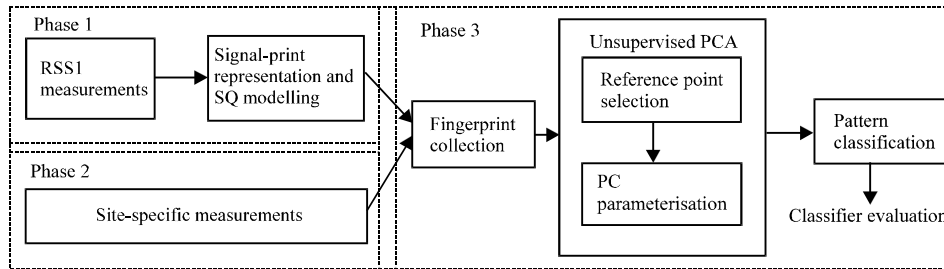 Phase 1
RSS1
measurements
Signal-print
representation and
SQ modelling
Phase 2
Site-specific measurements
Phase 3
Fingerprint
collection
Unsupervised PCA
Reference point
selection
PC
parameterisation
Pattern
classification
Classifier evaluation